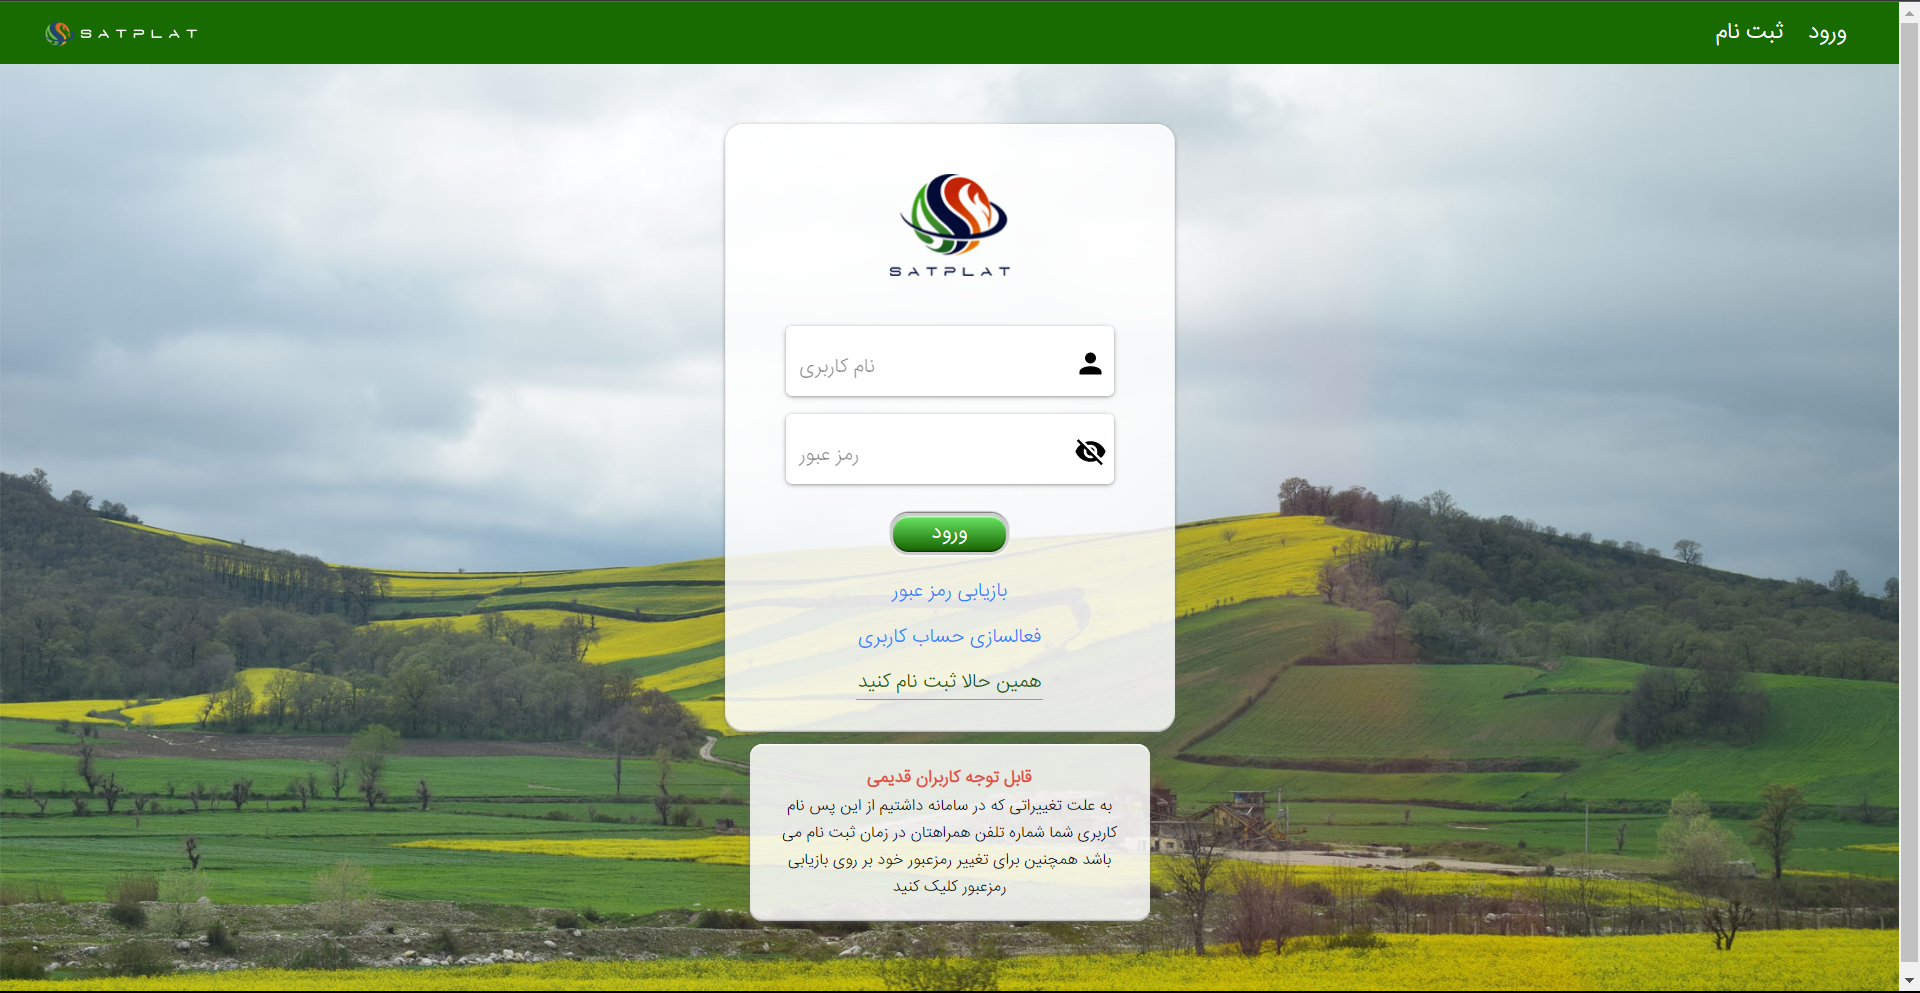 ورود
ثبت نام
SATPLAT
SATPLAT
نام کاربری
رمز عبور
ورود
بازیابی رمز عبور
فعالسازی حساب کاربری
همین حالا ثبت نام کنید
قابل توجه کاربران قدیمی
به علت تغییراتی که در سامانه داشتیم از این پس نام
کاربری شما شماره تلفن همراهتان در زمان ثبت نام می
باشد همچنین برای تغییر رمزعبور خود بر روی بازیابی
رمزعبور کلیک کنید